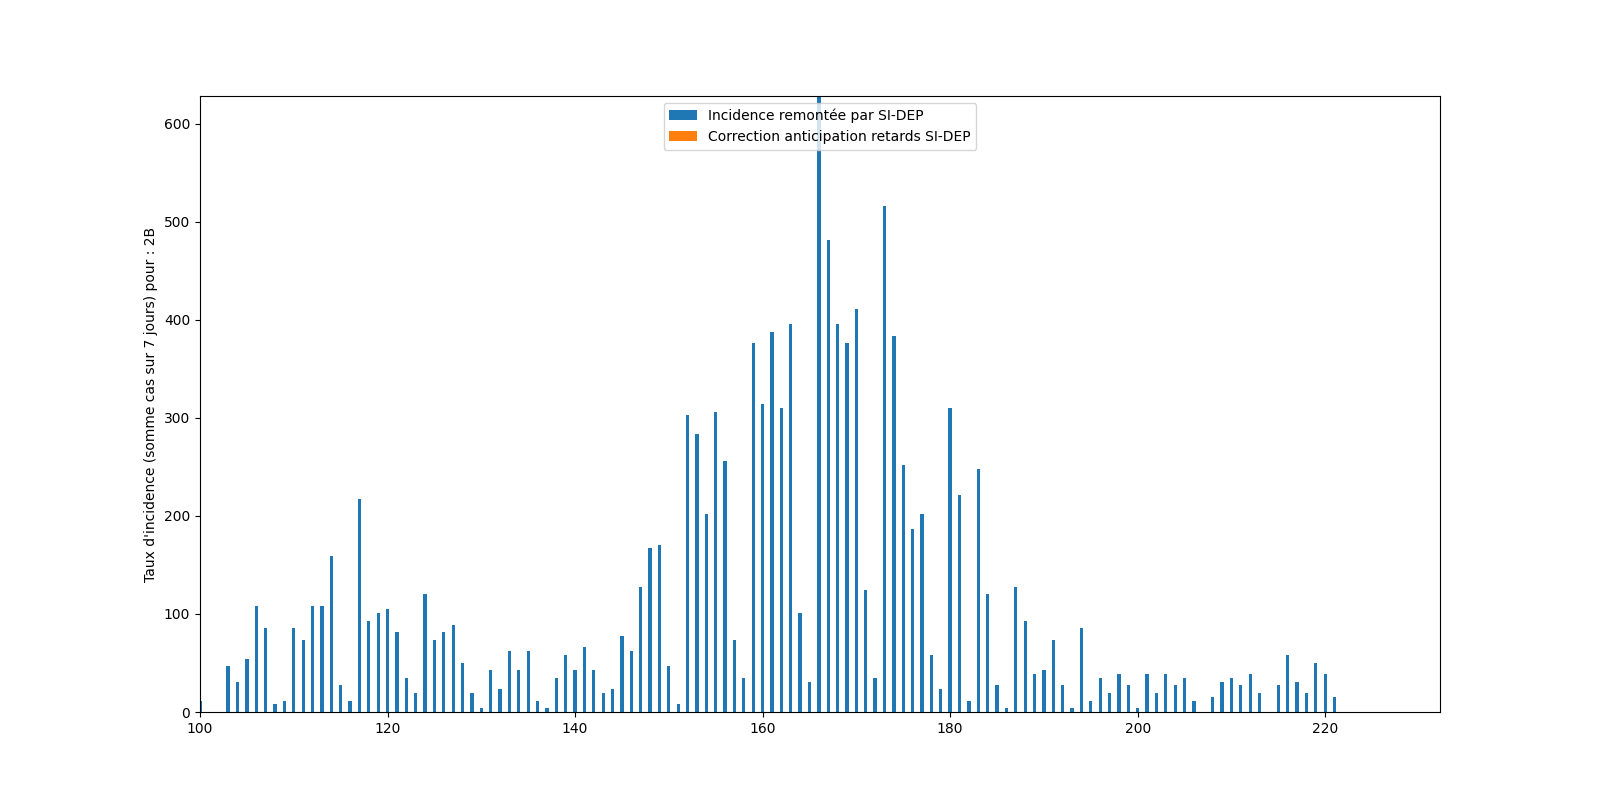 Incidence remontée par SI-DEP
Correction anticipation retards SI-DEP
Taux d'incidence (somme cas sur 7 jours) pour : 2B
600
500
400
300
200
100
0
100 120 140 160 180 200 220